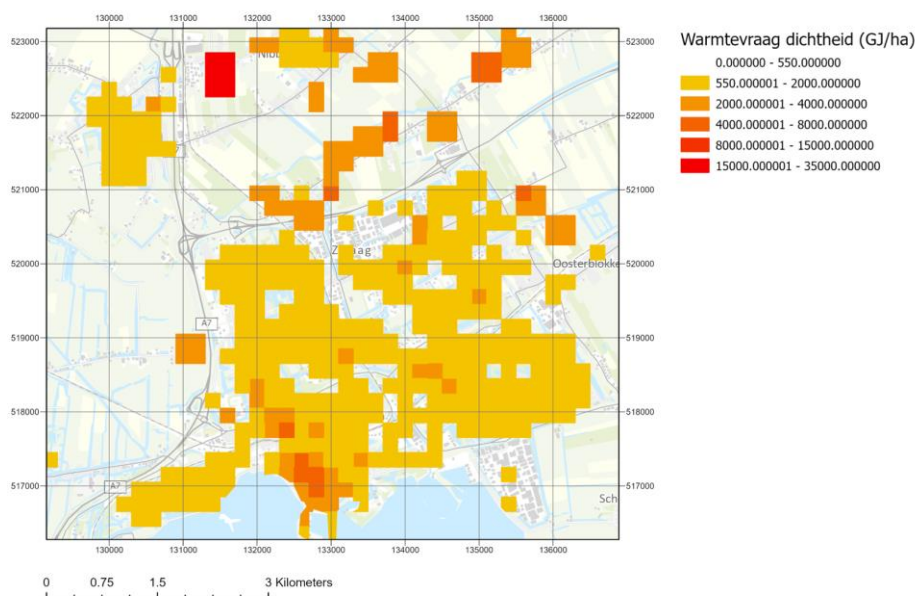 130000 131000 132000 133000 134000 135000 136000
Warmtevraag dichtheid (GJ/ha)
0.000000 - 550.000000
550.000001 - 2000.000000
2000.000001 - 4000.000000
4000.000001 - 8000.000000
8000.000001 - 15000.000000
15000.000001 - 35000.000000
523000 523000
522000 522000
521000 521000
520000 520000
Oosterblokke
519000 519000
A7
518000 518000
517000 517000
A7
Sch
130000 131000 132000 133000 134000 135000 136000
0 0.75 1.5 3 Kilometers